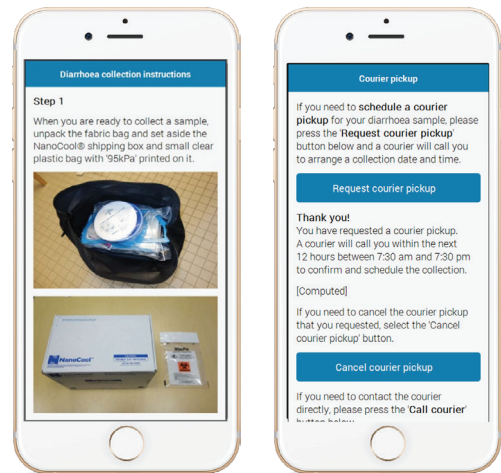 Diarrhoea collection instructions
Step 1
When you are ready to collect a sample,
unpack the fabric bag and set aside the
NanoCool® shipping box and small clear
plastic bag with '95kPa' printed on it.
NanoCool
95kPa
Courier pickup
If you need to schedule a courier
pickup for your diarrhoea sample, please
press the 'Request courier pickup'
button below and a courier will call you
to arrange a collection date and time.
Request courier pickup
Thank you!
You have requested a courier pickup.
A courier will call you within the next
12 hours between 7:30 am and 7:30 pm
to confirm and schedule the collection.
[Computed]
If you need to cancel the courier pickup
that you requested, select the 'Cancel
courier pickup' button.
Cancel courier pickup
If you need to contact the courier
directly, please press the 'Call courier'
button below